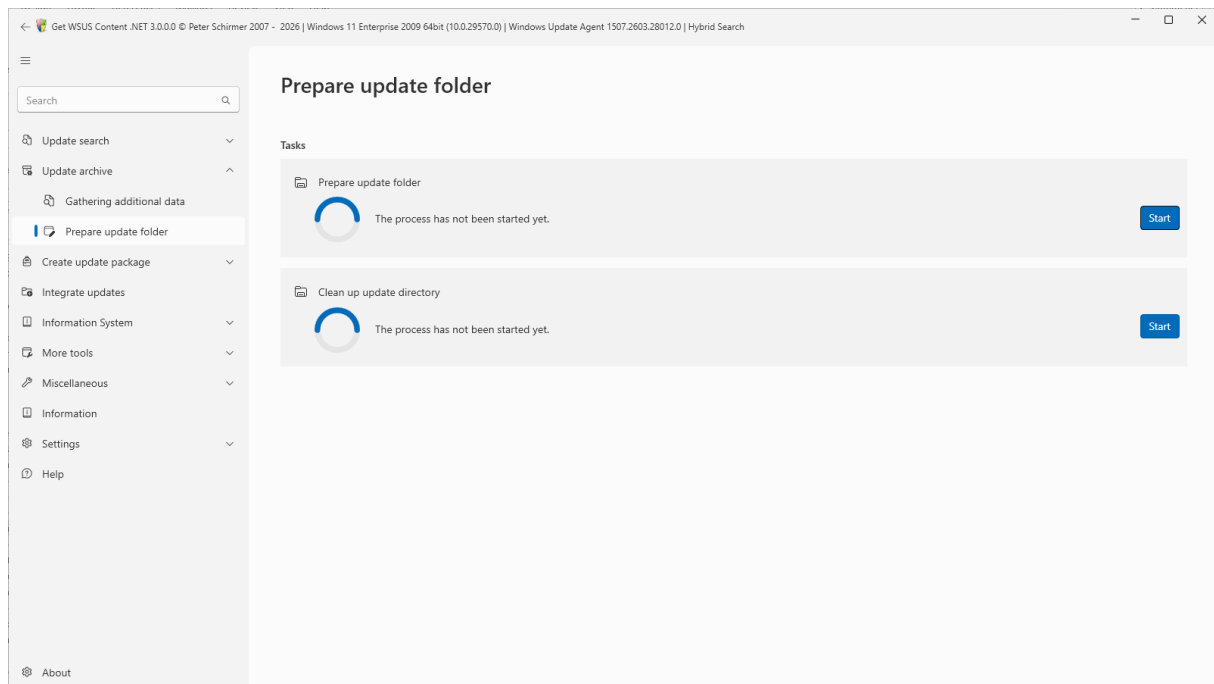 Get WSUS Content .NET 3.0.0.0 © Peter Schirmer 2007 - 2026 | Windows 11 Enterprise 2009 64bit (10.0.29570.0) | Windows Update Agent 1507.2603.28012.0 | Hybrid Search
Search
Update search
Update archive
Gathering additional data
Prepare update folder
Create update package
Integrate updates
Information System
More tools
Miscellaneous
Information
Settings
Help
About
Prepare update folder
Tasks
Prepare update folder
The process has not been started yet.
Start
Clean up update directory
The process has not been started yet.
Start